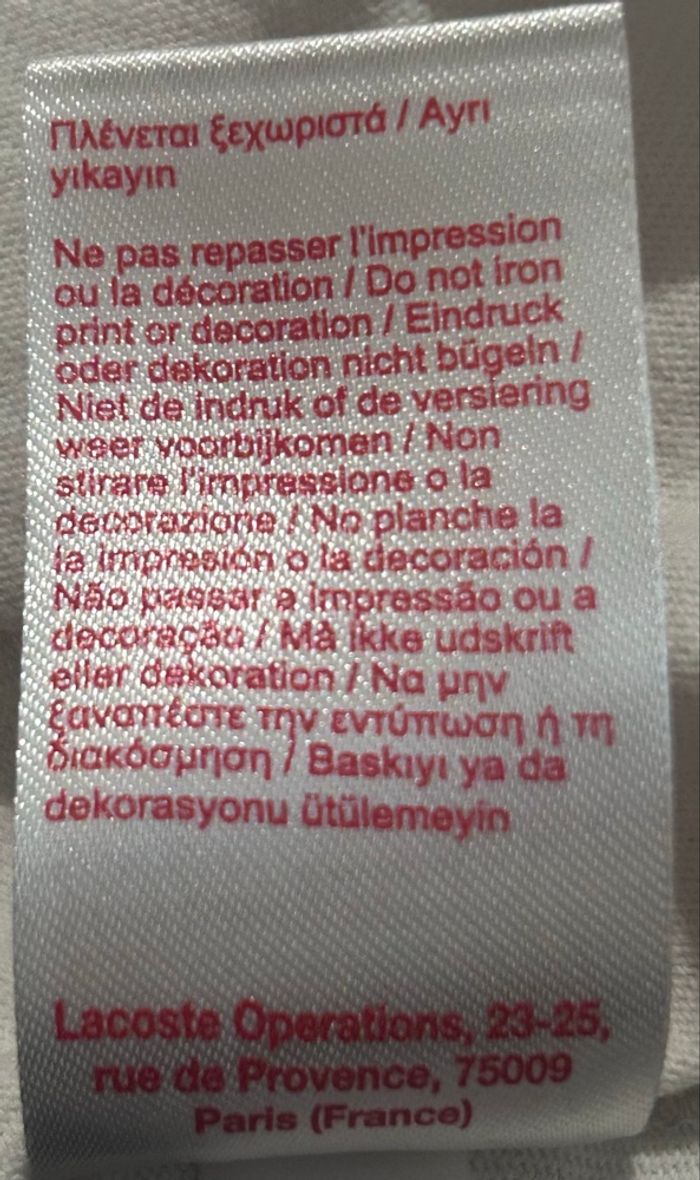 Πλένεται ξεχωριστά / Ayrı
yıkayın
Ne pas repasser l'impression
ou la décoration / Do not iron
print or decoration / Eindruck
oder dekoration nicht bügeln /
Niet de indruk of de versiering
weer voorbijkomen / Non
stirare l'impressione o la
decorazione / No planche la
la impresión o la decoración /
Não passar a impressão ou a
decoração / Må ikke udskrift
eller dekoration / Να μην
ξαναπέστε την εντύπωση ή τη
διακόσμηση / Baskıyı ya da
dekorasyonu ütülemeyin
Lacoste Operations, 23-25,
rue de Provence, 75009
Paris (France)